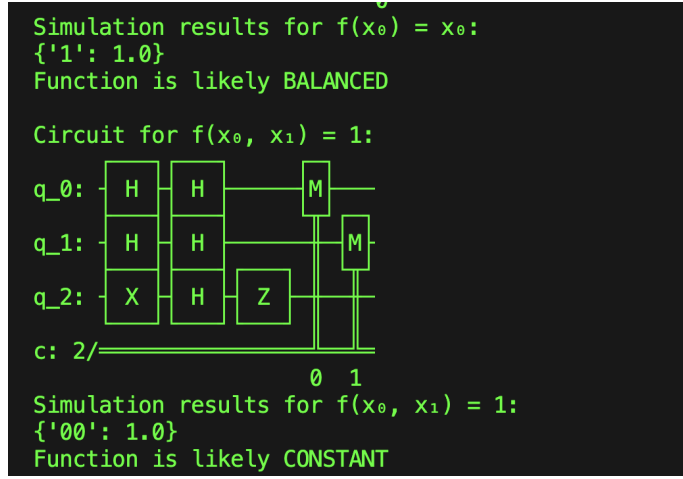 Simulation results for f(x₀) = x₀:
{'1': 1.0}
Function is likely BALANCED
Circuit for f(x₀, x₁) = 1:
q_0: H H M
q_1: H H M
q_2: X H Z
c: 2/
0 1
Simulation results for f(x₀, x₁) = 1:
{'00': 1.0}
Function is likely CONSTANT